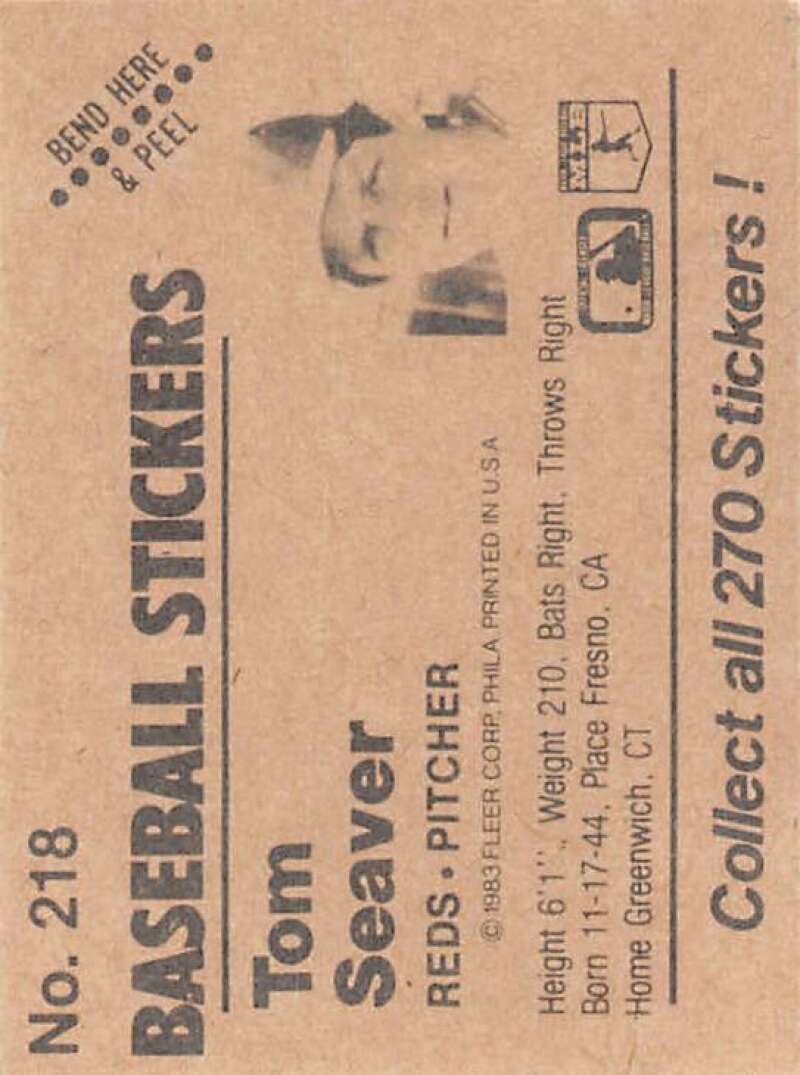 No. 218
BEND HERE
& PEEL
BASEBALL STICKERS
Tom
Seaver
REDS • PITCHER
© 1983 FLEER CORP. PHILA PRINTED IN U.S.A
Height 6'1"., Weight 210, Bats Right, Throws Right
Born 11-17-44, Place Fresno, CA
Home Greenwich, CT
Collect all 270 Stickers!